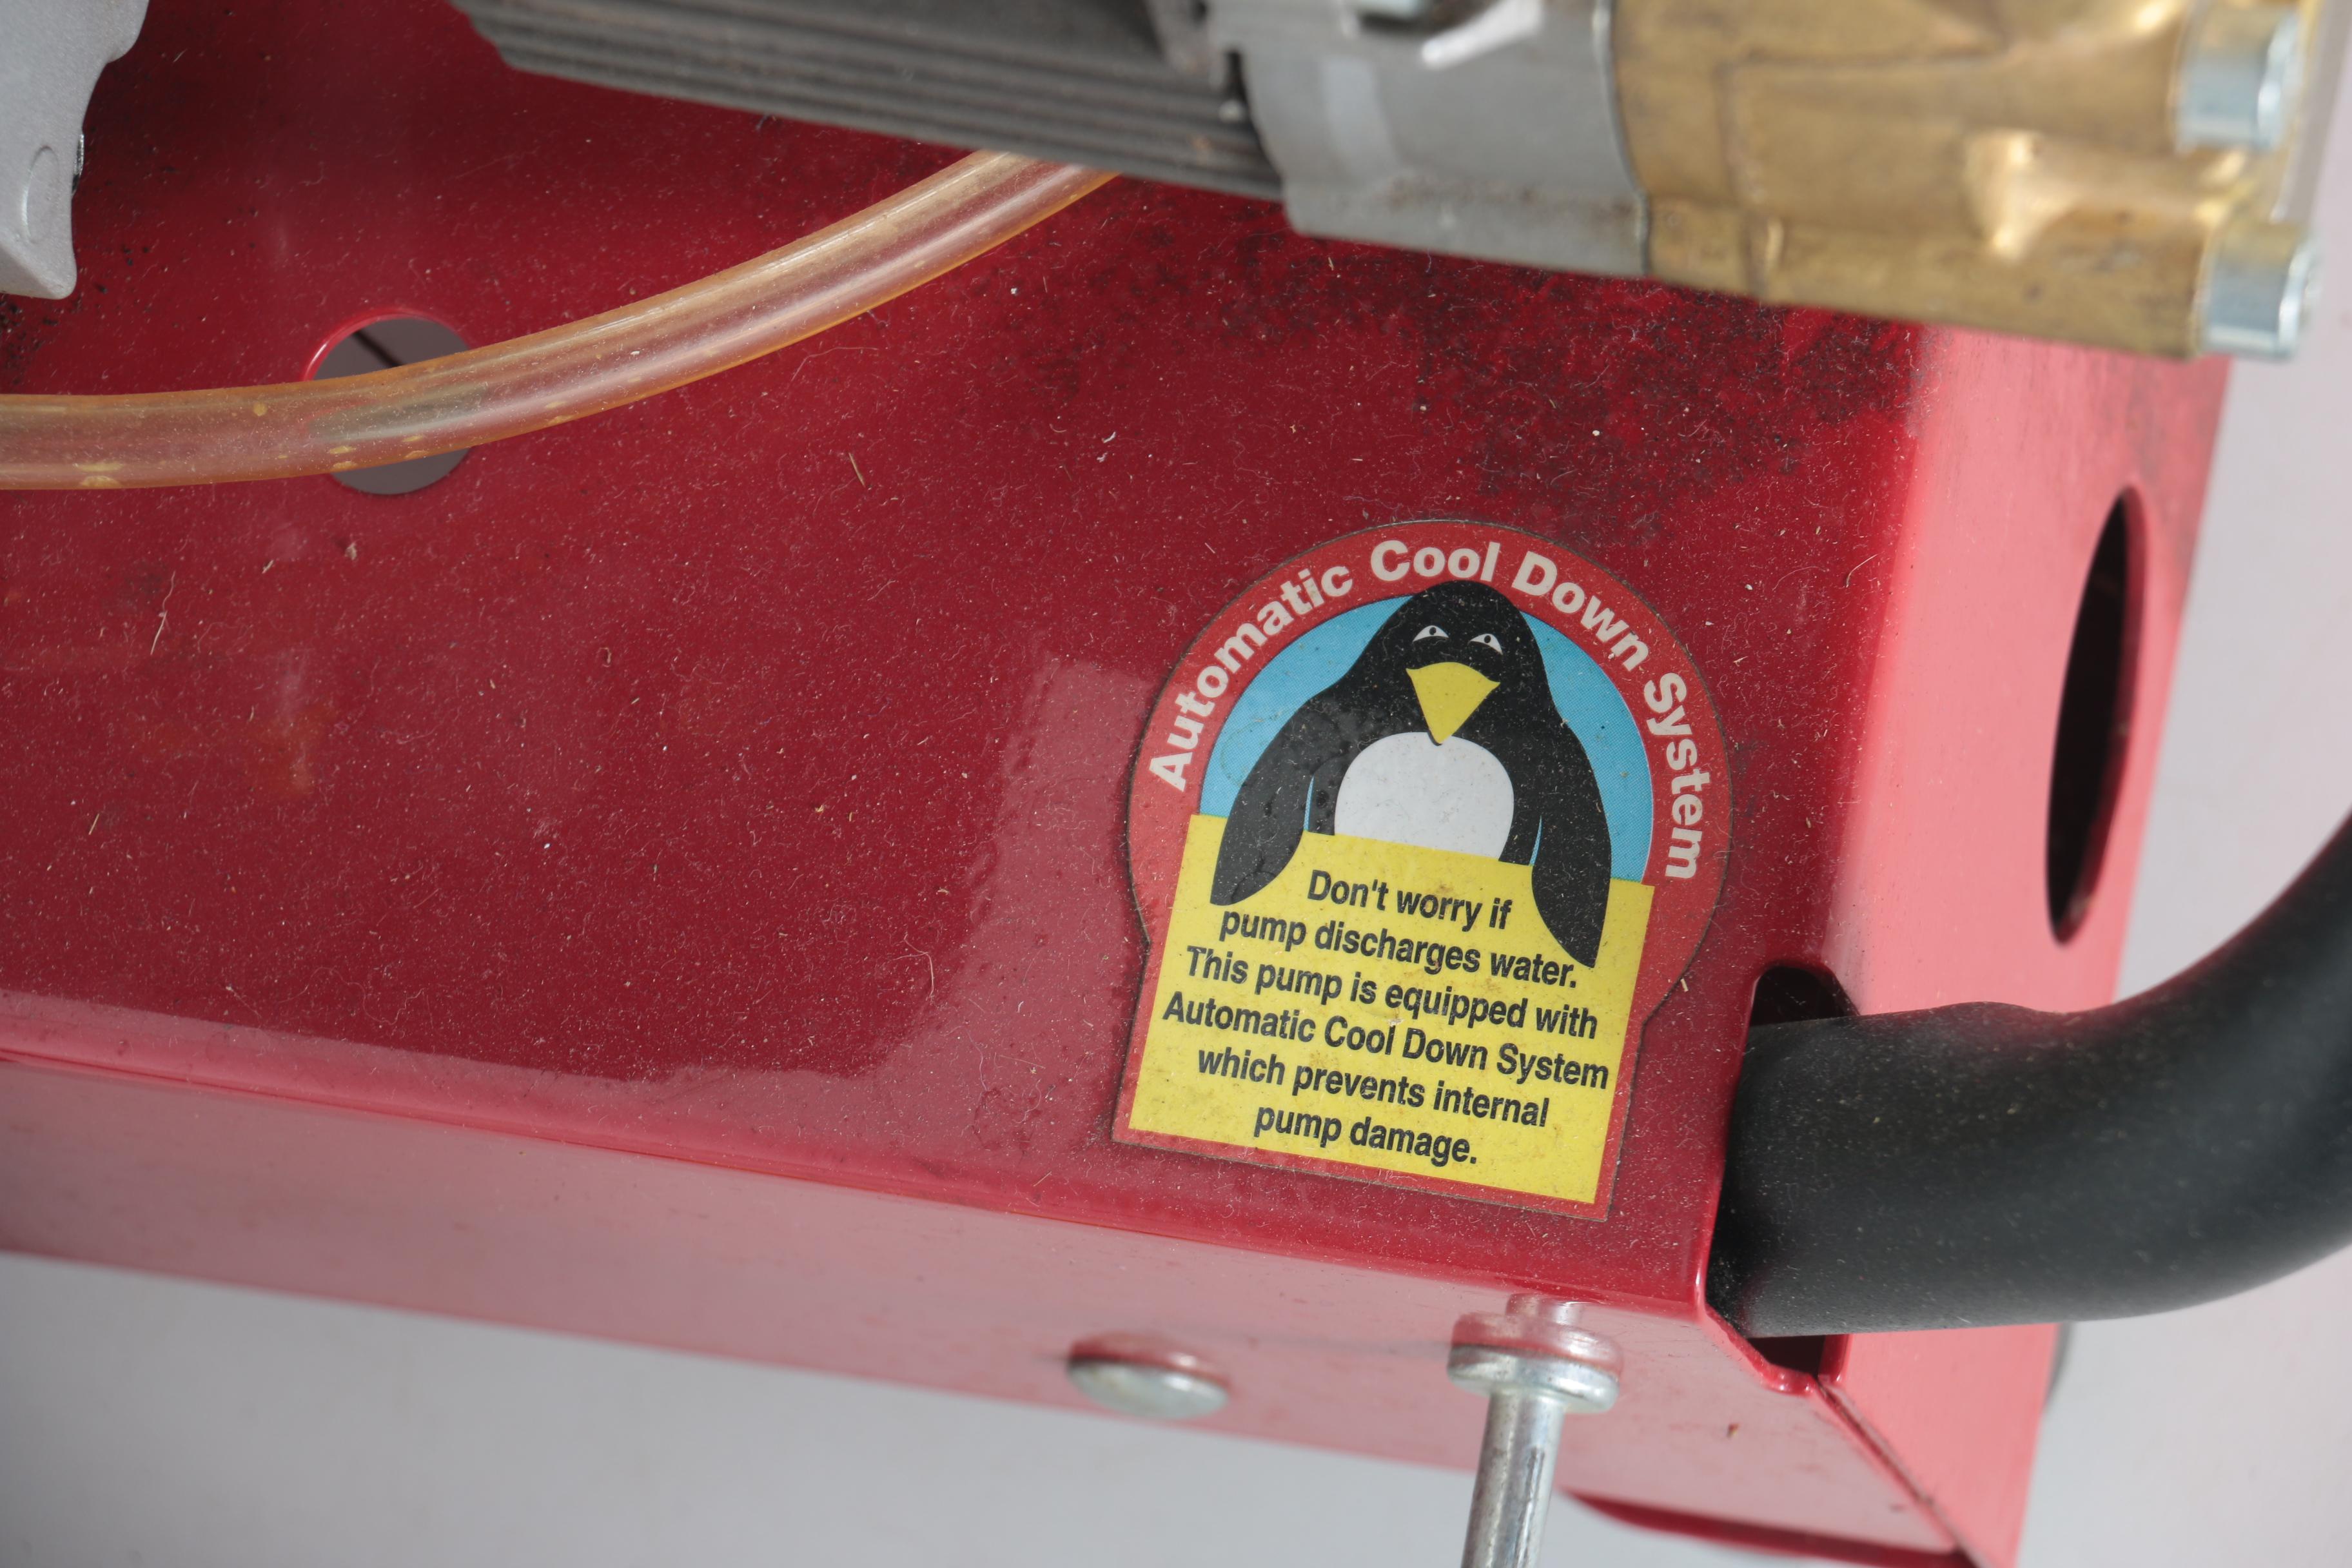 Automatic Cool Down System
Don't worry if
pump discharges water.
This pump is equipped with
Automatic Cool Down System
which prevents internal
pump damage.